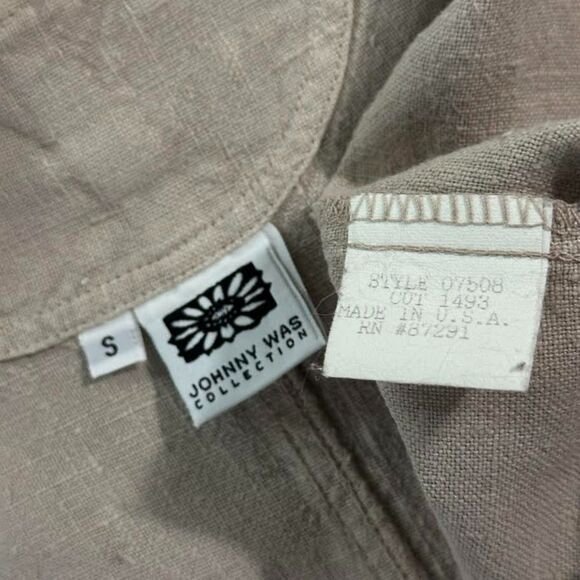 S
JOHNNY WAS
COLLECTION
STYLE 07508
CUT 1493
MADE IN U.S.A.
RN #87291